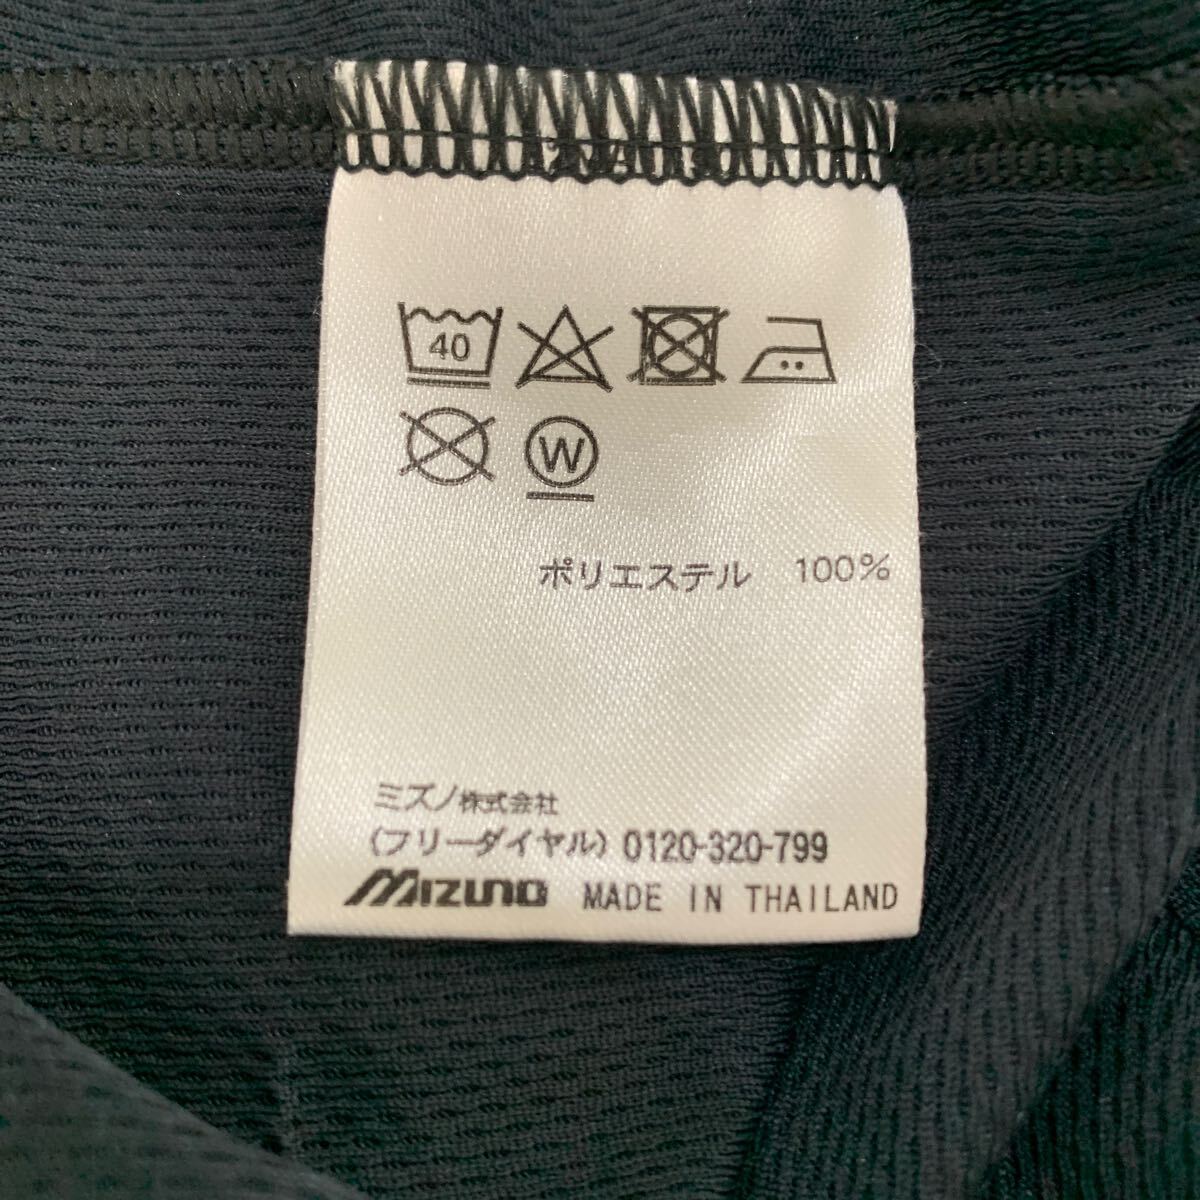 40
W
ポリエステル 100%
ミズノ株式会社
(フリーダイヤル) 0120-320-799
MIZUNO MADE IN THAILAND